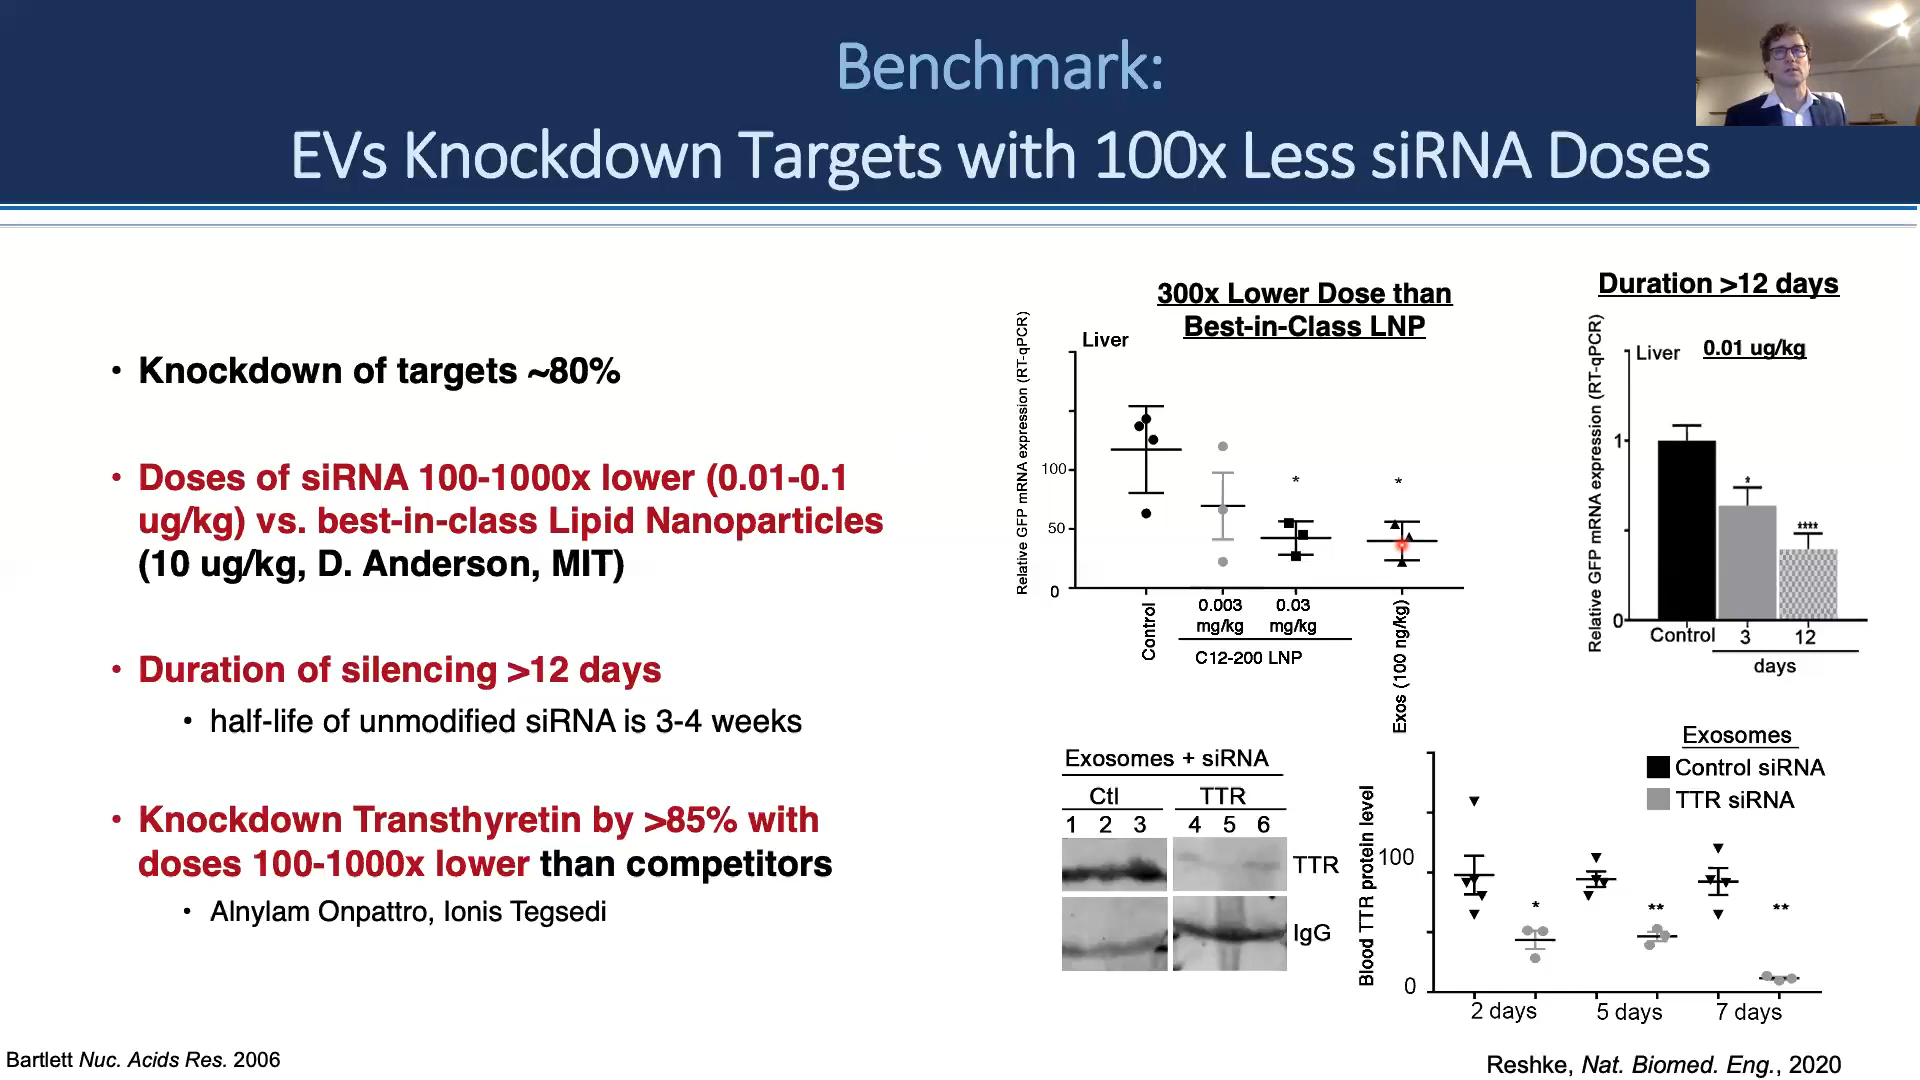 Benchmark:
EVs Knockdown Targets with 100x Less siRNA Doses
• Knockdown of targets ~80%
• Doses of siRNA 100-1000x lower (0.01-0.1
ug/kg) vs. best-in-class Lipid Nanoparticles
(10 ug/kg, D. Anderson, MIT)
• Duration of silencing >12 days
• half-life of unmodified siRNA is 3-4 weeks
• Knockdown Transthyretin by >85% with
doses 100-1000x lower than competitors
• Alnylam Onpattro, Ionis Tegsedi
300x Lower Dose than
Best-in-Class LNP
Liver
Relative GFP mRNA expression (RT-qPCR)
100
50
0
*
*
Control
0.003
mg/kg
0.03
mg/kg
C12-200 LNP
Exos (100 ng/kg)
Duration >12 days
Liver
0.01 ug/kg
Relative GFP mRNA expression (RT-qPCR)
1
0
*
****
Control 3 12
days
Exosomes + siRNA
Ctl TTR
1 2 3 4 5 6
TTR
IgG
Exosomes
Control siRNA
TTR siRNA
Blood TTR protein level
100
0
*
**
**
2 days 5 days 7 days
Bartlett Nuc. Acids Res. 2006
Reshke, Nat. Biomed. Eng., 2020